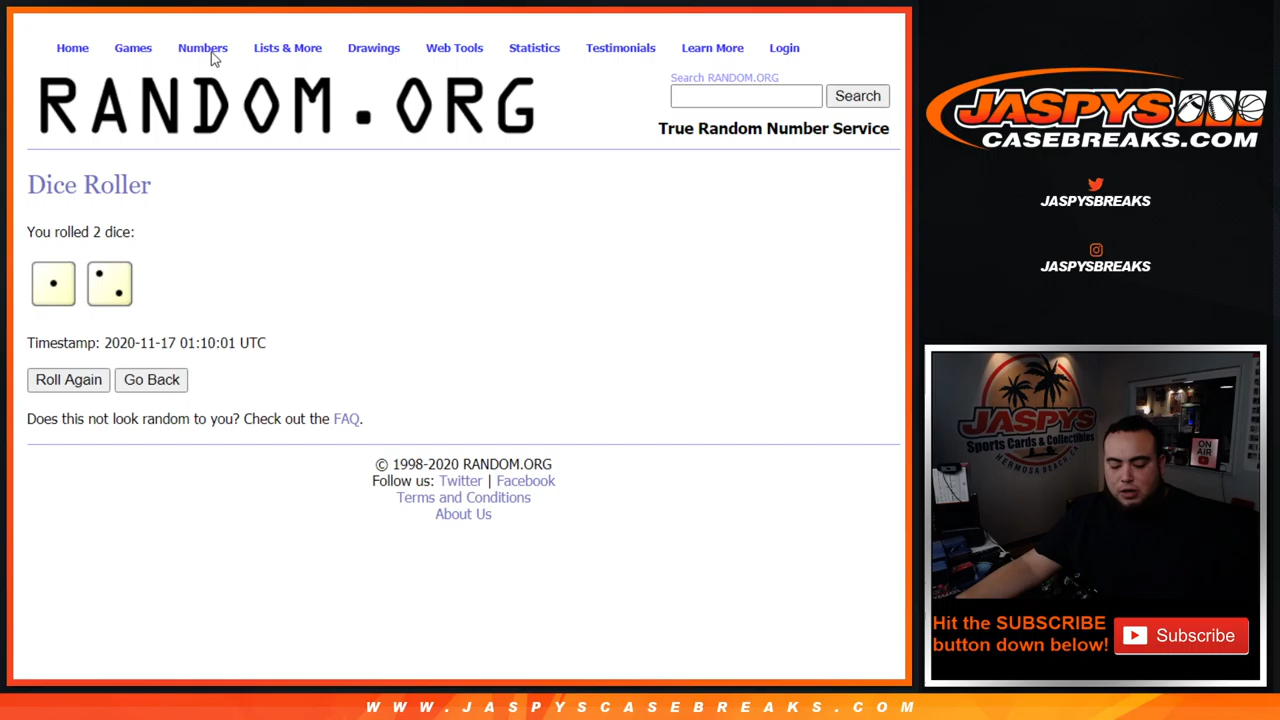 Home Games Numbers Lists & More Drawings Web Tools Statistics Testimonials Learn More Login
RANDOM.ORG
Search RANDOM.ORG
Search
True Random Number Service
Dice Roller
You rolled 2 dice:
Timestamp: 2020-11-17 01:10:01 UTC
Roll Again Go Back
Does this not look random to you? Check out the FAQ.
© 1998-2020 RANDOM.ORG
Follow us: Twitter | Facebook
Terms and Conditions
About Us
JASPYS
CASEBREAKS.COM
JASPYSBREAKS
JASPYSBREAKS
JASPYS
Sports Cards & Collectibles
HERMOSA BEACH CA
ON
AIR
Hit the SUBSCRIBE
button down below!
Subscribe
WWW.JASPYSCASEBREAKS.COM